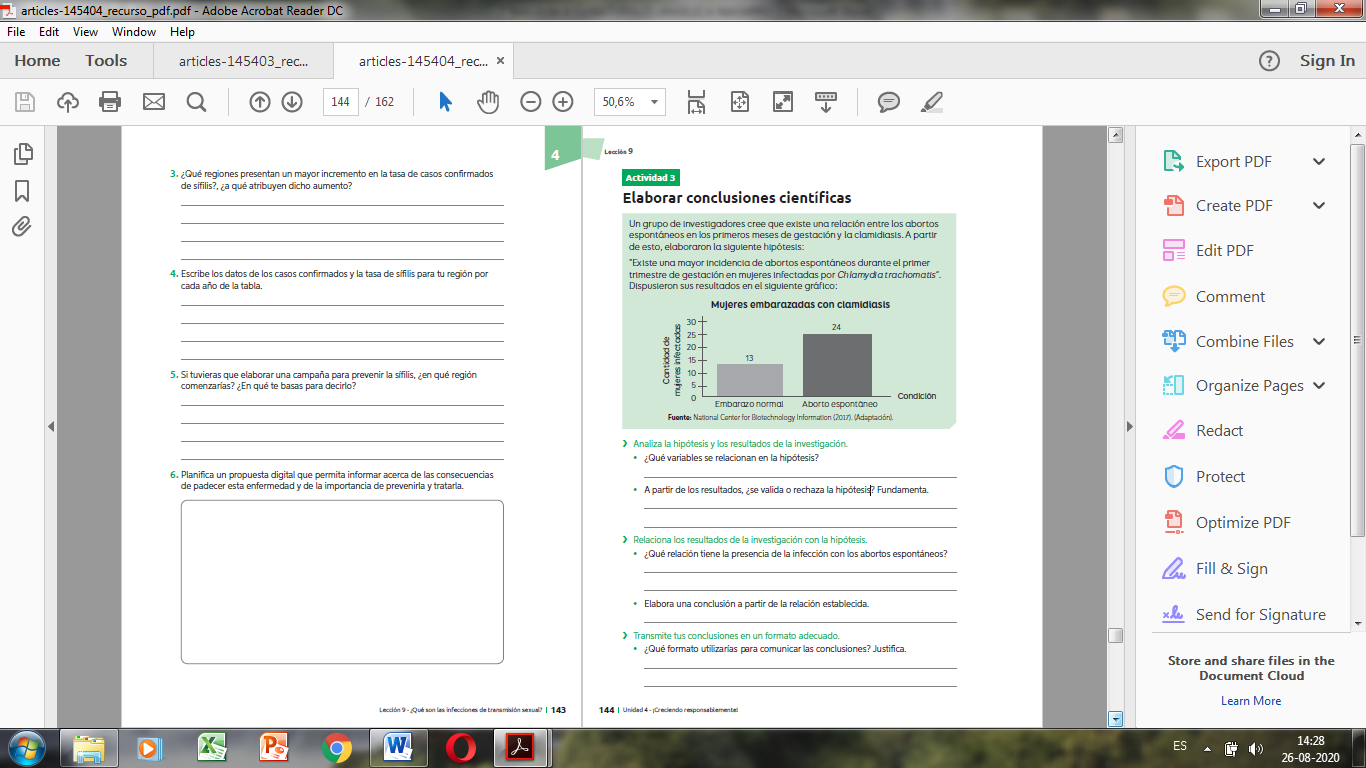 articles-145404_recurso_pdf.pdf - Adobe Acrobat Reader DC
File Edit View Window Help
Home Tools articles-145403_rec... articles-145404_rec... × Sign In
144 / 162 50,6%
4
3. ¿Qué regiones presentan un mayor incremento en la tasa de casos confirmados
de sífilis?, ¿a qué atribuyen dicho aumento?
4. Escribe los datos de los casos confirmados y la tasa de sífilis para tu región por
cada año de la tabla.
5. Si tuvieras que elaborar una campaña para prevenir la sífilis, ¿en qué región
comenzarías? ¿En qué te basas para decirlo?
6. Planifica un propuesta digital que permita informar acerca de las consecuencias
de padecer esta enfermedad y de la importancia de prevenirla y tratarla.
Lección 9 - ¿Qué son las infecciones de transmisión sexual? | 143
Lección 9
Actividad 3
Elaborar conclusiones científicas
Un grupo de investigadores cree que existe una relación entre los abortos
espontáneos en los primeros meses de gestación y la clamidiasis. A partir
de esto, elaboraron la siguiente hipótesis:
"Existe una mayor incidencia de abortos espontáneos durante el primer
trimestre de gestación en mujeres infectadas por Chlamydia trachomatis".
Dispusieron sus resultados en el siguiente gráfico:
Mujeres embarazadas con clamidiasis
Cantidad de
mujeres infectadas
30
25
20
15
10
5
0
13
24
Embarazo normal Aborto espontáneo
Condición
Fuente: National Center for Biotechnology Information (2017). (Adaptación).
Analiza la hipótesis y los resultados de la investigación.
• ¿Qué variables se relacionan en la hipótesis?
• A partir de los resultados, ¿se valida o rechaza la hipótesis? Fundamenta.
Relaciona los resultados de la investigación con la hipótesis.
• ¿Qué relación tiene la presencia de la infección con los abortos espontáneos?
• Elabora una conclusión a partir de la relación establecida.
Transmite tus conclusiones en un formato adecuado.
• ¿Qué formato utilizarías para comunicar las conclusiones? Justifica.
144 | Unidad 4 - ¡Creciendo responsablemente!
Export PDF
Create PDF
Edit PDF
Comment
Combine Files
Organize Pages
Redact
Protect
Optimize PDF
Fill & Sign
Send for Signature
Store and share files in the
Document Cloud
Learn More
ES
14:28
26-08-2020